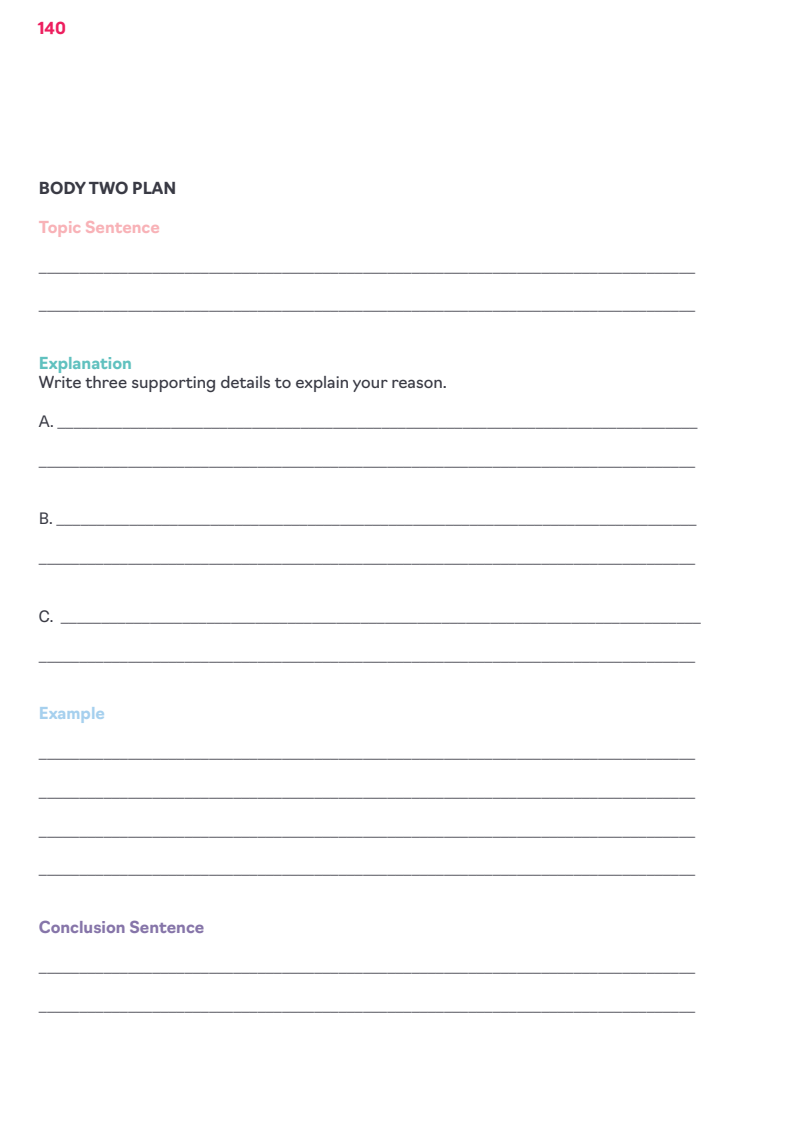 140
BODY TWO PLAN
Topic Sentence
Explanation
Write three supporting details to explain your reason.
A.
B.
C.
Example
Conclusion Sentence